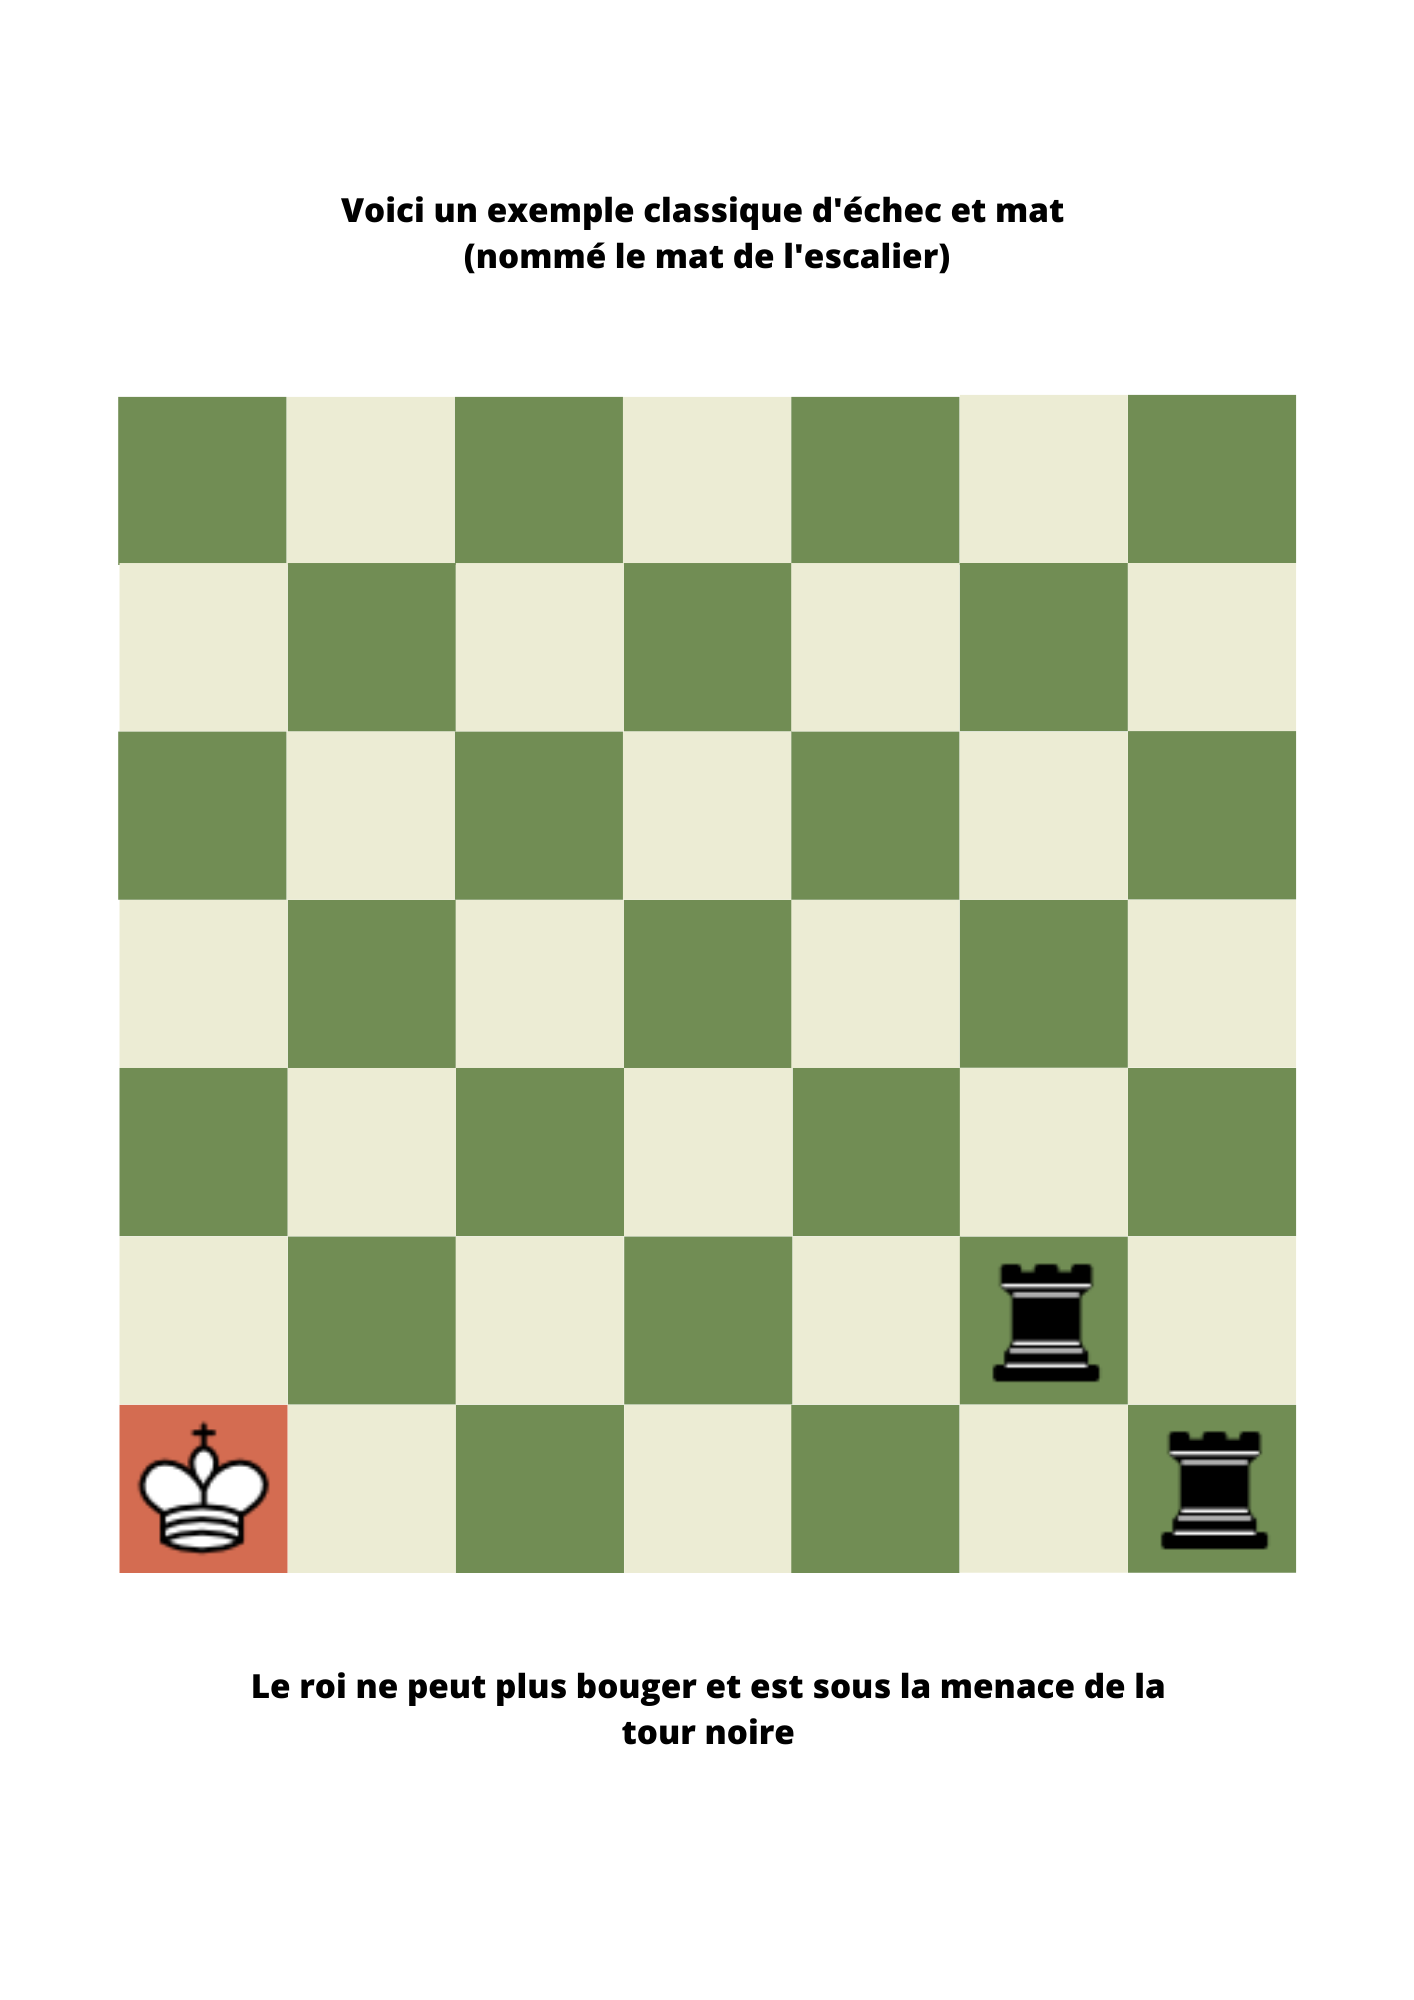 Voici un exemple classique d'échec et mat
(nommé le mat de l'escalier)
Le roi ne peut plus bouger et est sous la menace de la
tour noire